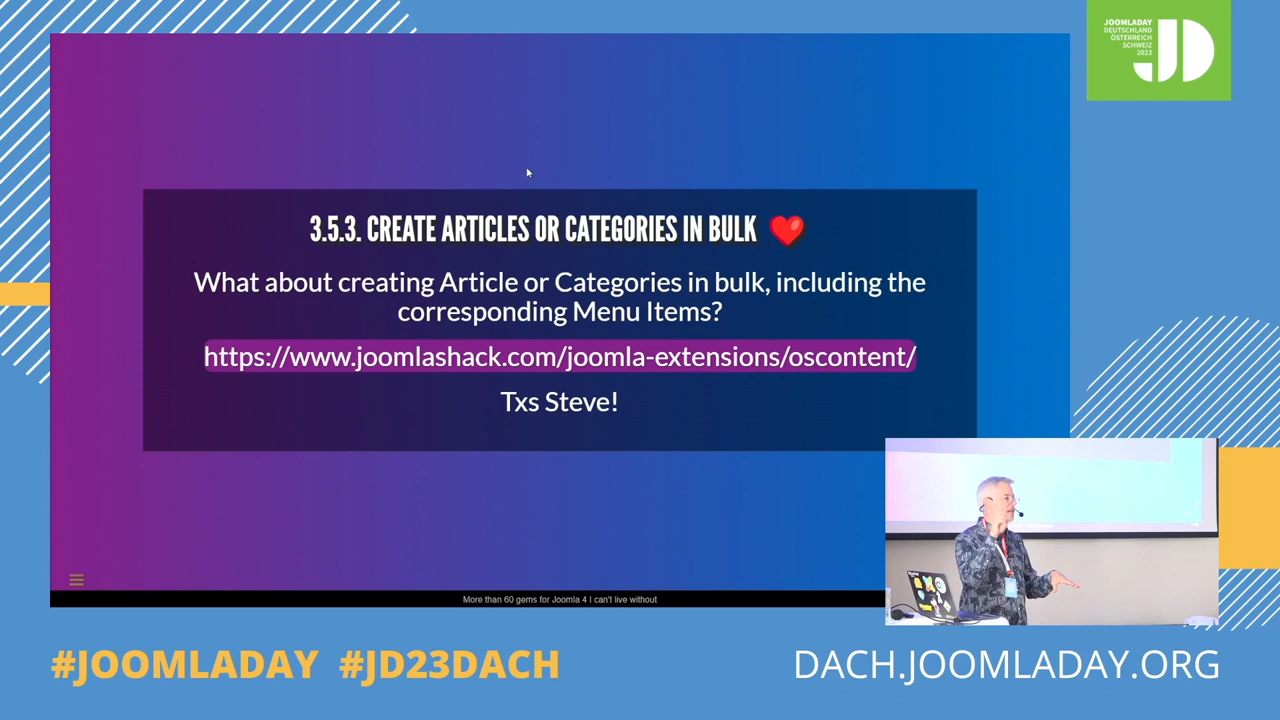 JOOMLADAY
DEUTSCHLAND
ÖSTERREICH
SCHWEIZ
2023
JD
3.5.3. CREATE ARTICLES OR CATEGORIES IN BULK
What about creating Article or Categories in bulk, including the
corresponding Menu Items?
https://www.joomlashack.com/joomla-extensions/oscontent/
Txs Steve!
More than 60 gems for Joomla 4 I can't live without
#JOOMLADAY #JD23DACH
DACH.JOOMLADAY.ORG